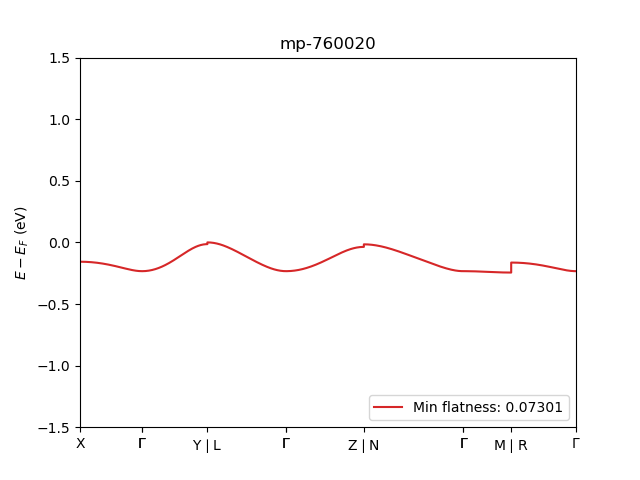 mp-760020
1.5
1.0
0.5
0.0
−0.5
−1.0
−1.5
E − E_F (eV)
Min flatness: 0.07301
X Γ Y | L Γ Z | N Γ M | R Γ